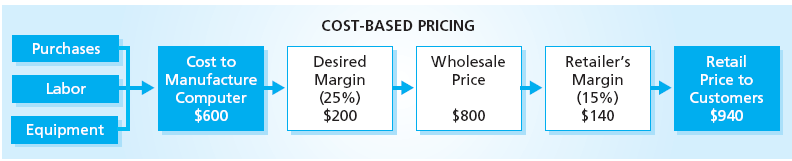 COST-BASED PRICING
Purchases
Labor
Equipment
Cost to
Manufacture
Computer
$600
Desired
Margin
(25%)
$200
Wholesale
Price
$800
Retailer's
Margin
(15%)
$140
Retail
Price to
Customers
$940